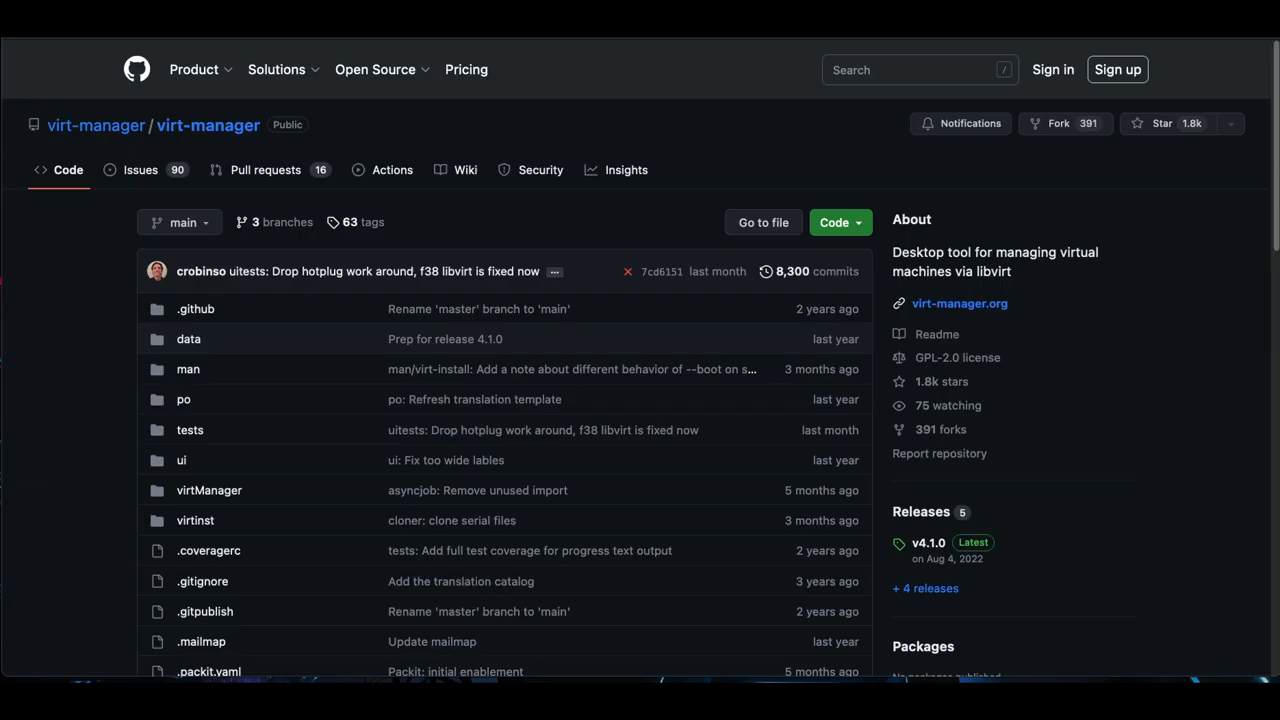 Product Solutions Open Source Pricing Search / Sign in Sign up
virt-manager / virt-manager Public Notifications Fork 391 Star 1.8k
Code Issues 90 Pull requests 16 Actions Wiki Security Insights
main 3 branches 63 tags Go to file Code
crobinso uitests: Drop hotplug work around, f38 libvirt is fixed now ... 7cd6151 last month 8,300 commits
.github Rename 'master' branch to 'main' 2 years ago
data Prep for release 4.1.0 last year
man man/virt-install: Add a note about different behavior of --boot on s... 3 months ago
po po: Refresh translation template last year
tests uitests: Drop hotplug work around, f38 libvirt is fixed now last month
ui ui: Fix too wide lables last year
virtManager asyncjob: Remove unused import 5 months ago
virtinst cloner: clone serial files 3 months ago
.coveragerc tests: Add full test coverage for progress text output 2 years ago
.gitignore Add the translation catalog 3 years ago
.gitpublish Rename 'master' branch to 'main' 2 years ago
.mailmap Update mailmap last year
.packit.yaml Packit: initial enablement 5 months ago
About
Desktop tool for managing virtual
machines via libvirt
virt-manager.org
Readme
GPL-2.0 license
1.8k stars
75 watching
391 forks
Report repository
Releases 5
v4.1.0 Latest
on Aug 4, 2022
+ 4 releases
Packages
No packages published